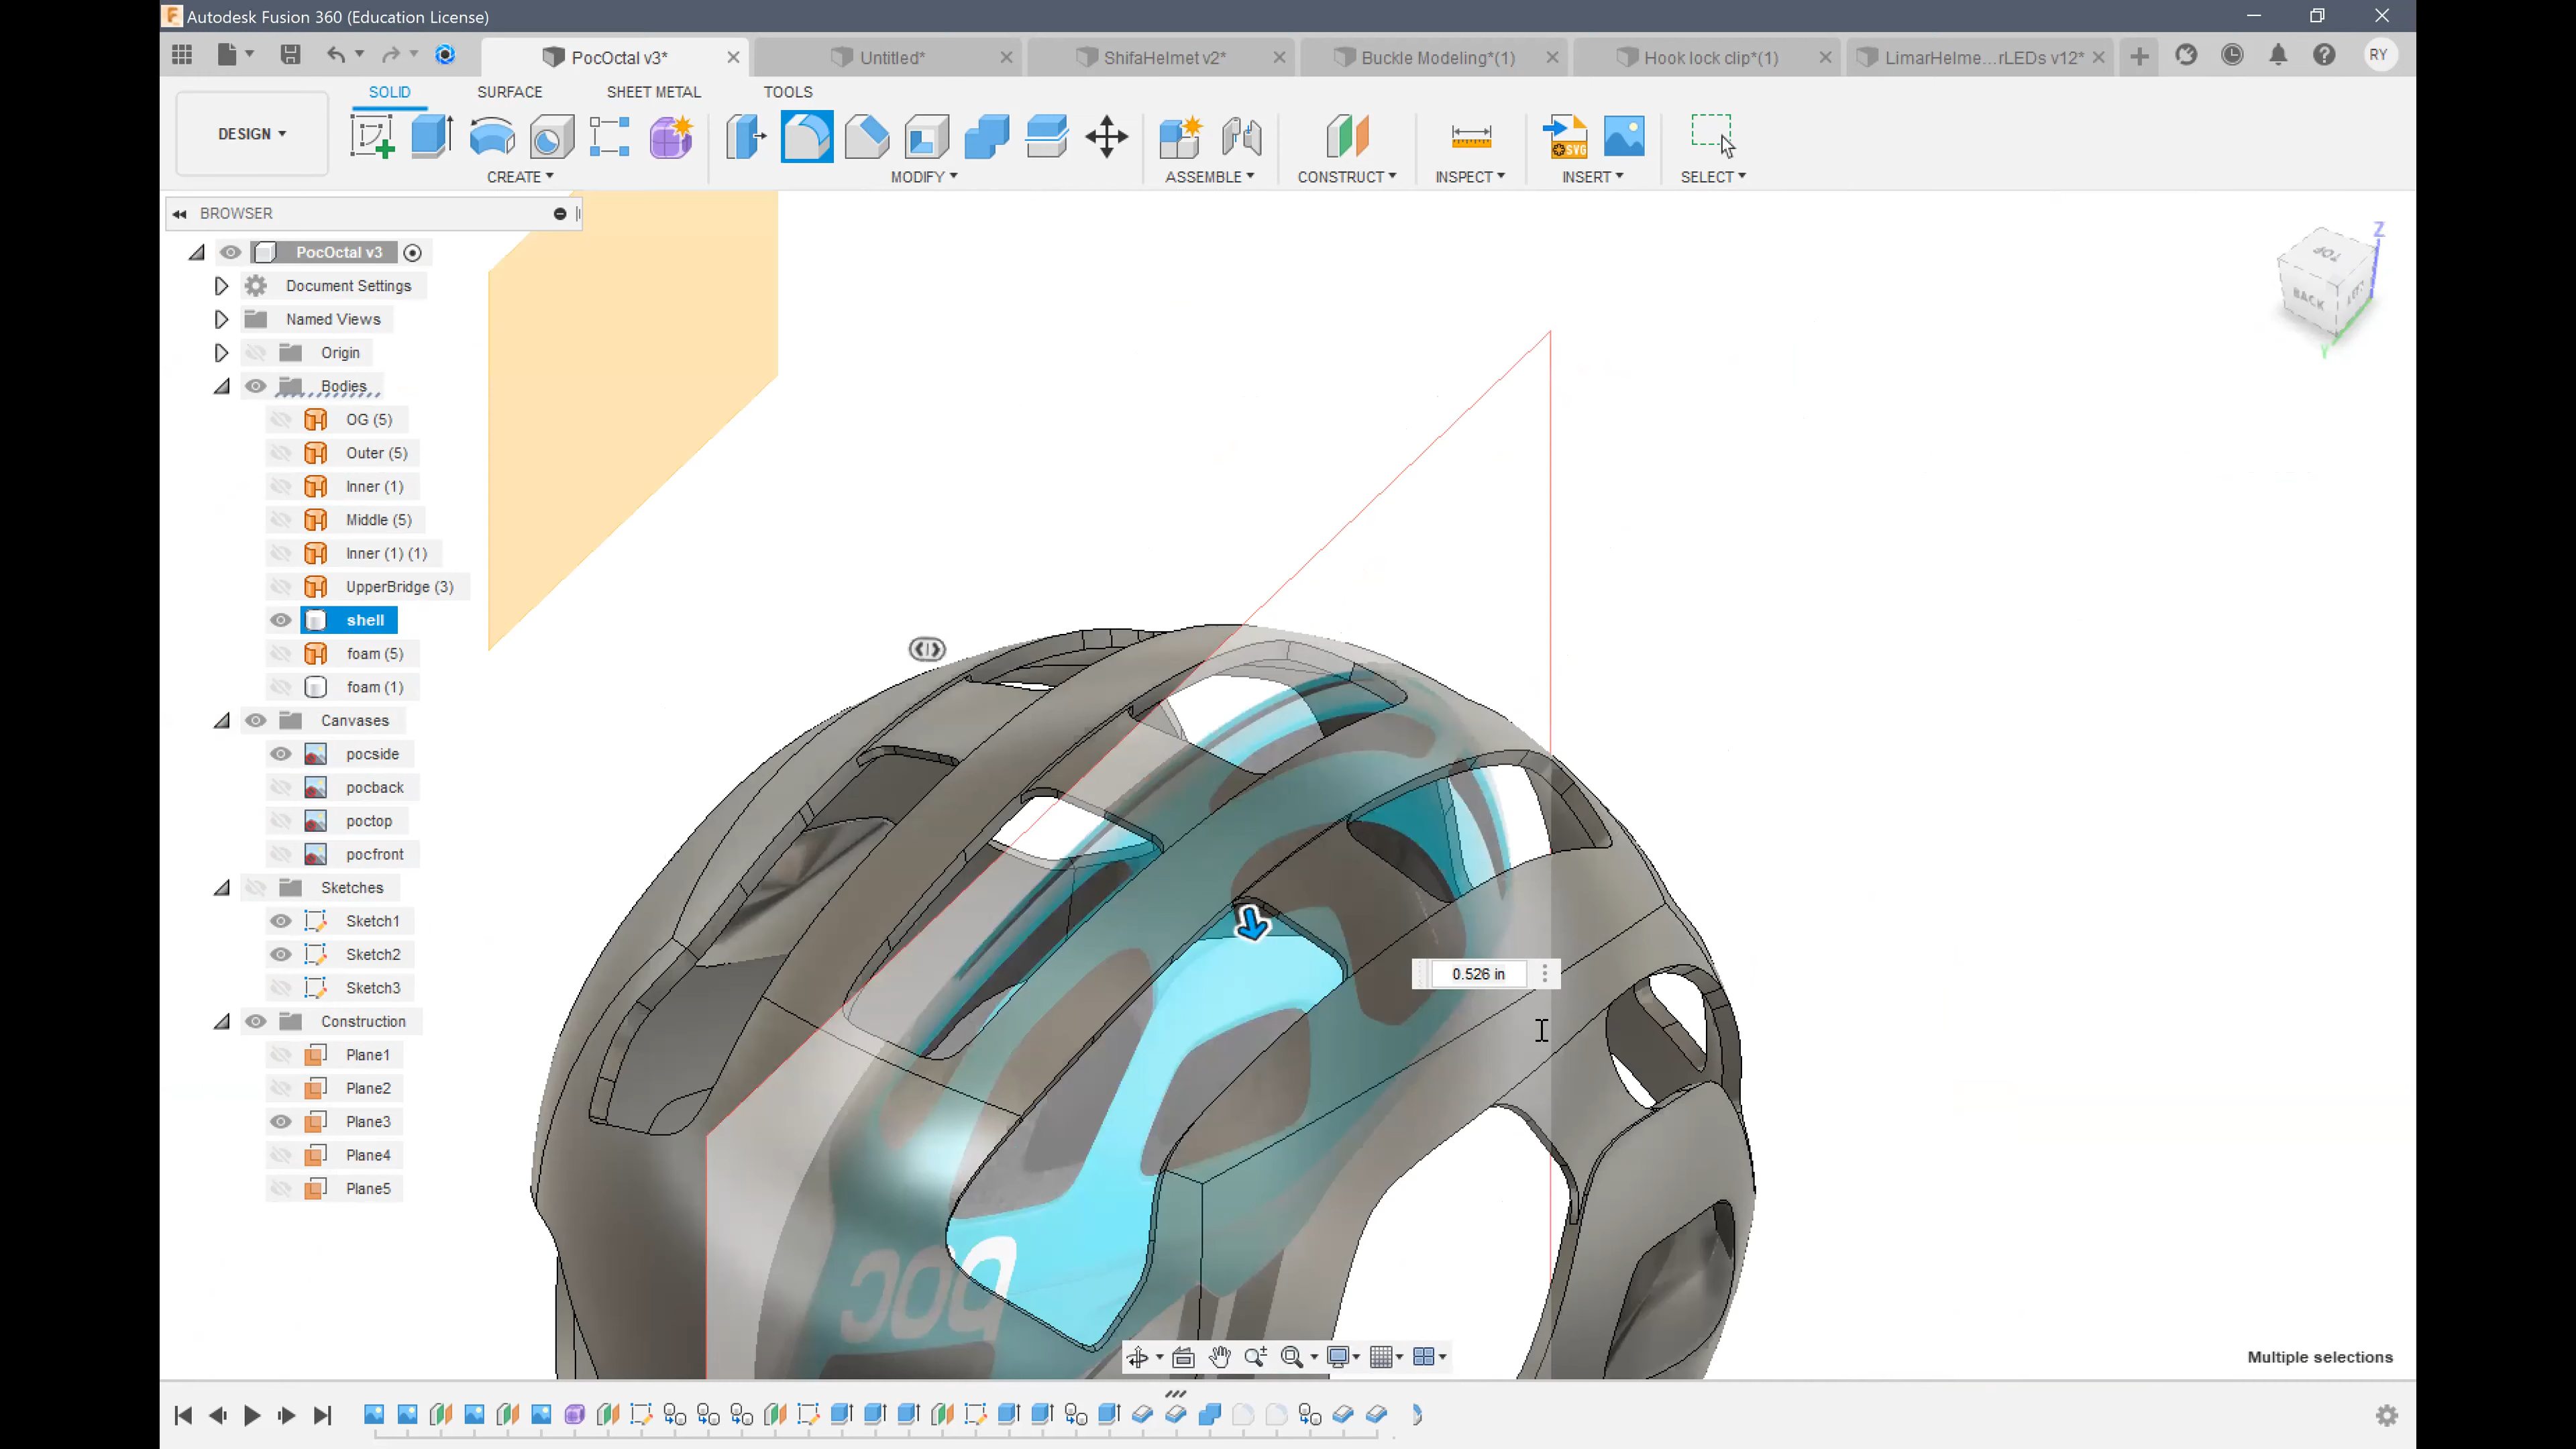 Autodesk Fusion 360 (Education License)
PocOctal v3*
Untitled*
ShifaHelmet v2*
Buckle Modeling*(1)
Hook lock clip*(1)
LimarHelme...rLEDs v12*
RY
SOLID
SURFACE
SHEET METAL
TOOLS
DESIGN
CREATE
MODIFY
ASSEMBLE
CONSTRUCT
INSPECT
SVG
INSERT
SELECT
BROWSER
PocOctal v3
Document Settings
Named Views
Origin
Bodies
OG (5)
Outer (5)
Inner (1)
Middle (5)
Inner (1) (1)
UpperBridge (3)
shell
foam (5)
foam (1)
Canvases
pocside
pocback
poctop
pocfront
Sketches
Sketch1
Sketch2
Sketch3
Construction
Plane1
Plane2
Plane3
Plane4
Plane5
Z
TOP
BACK
LEFT
Y
0.526 in
poc
Multiple selections